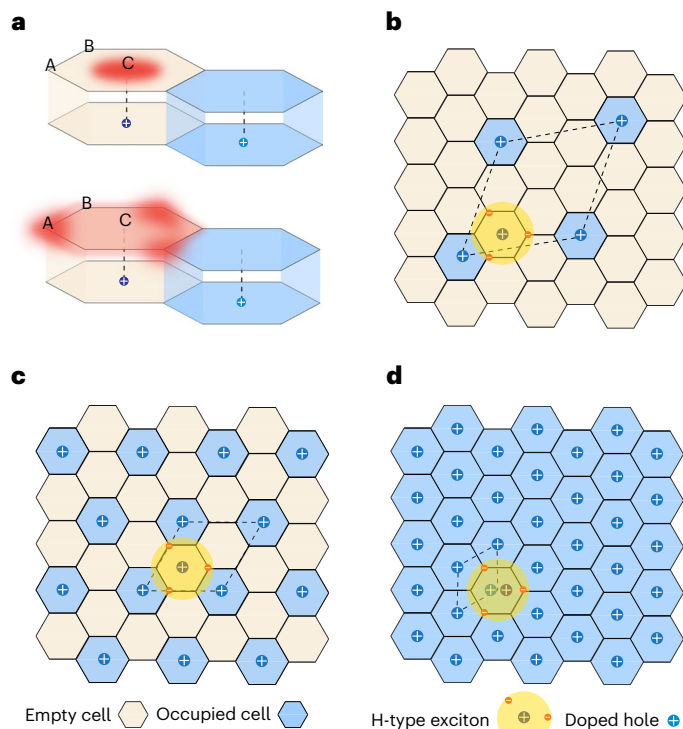 a
B
A
C
B
A
C
b
c
d
Empty cell
Occupied cell
H-type exciton
Doped hole